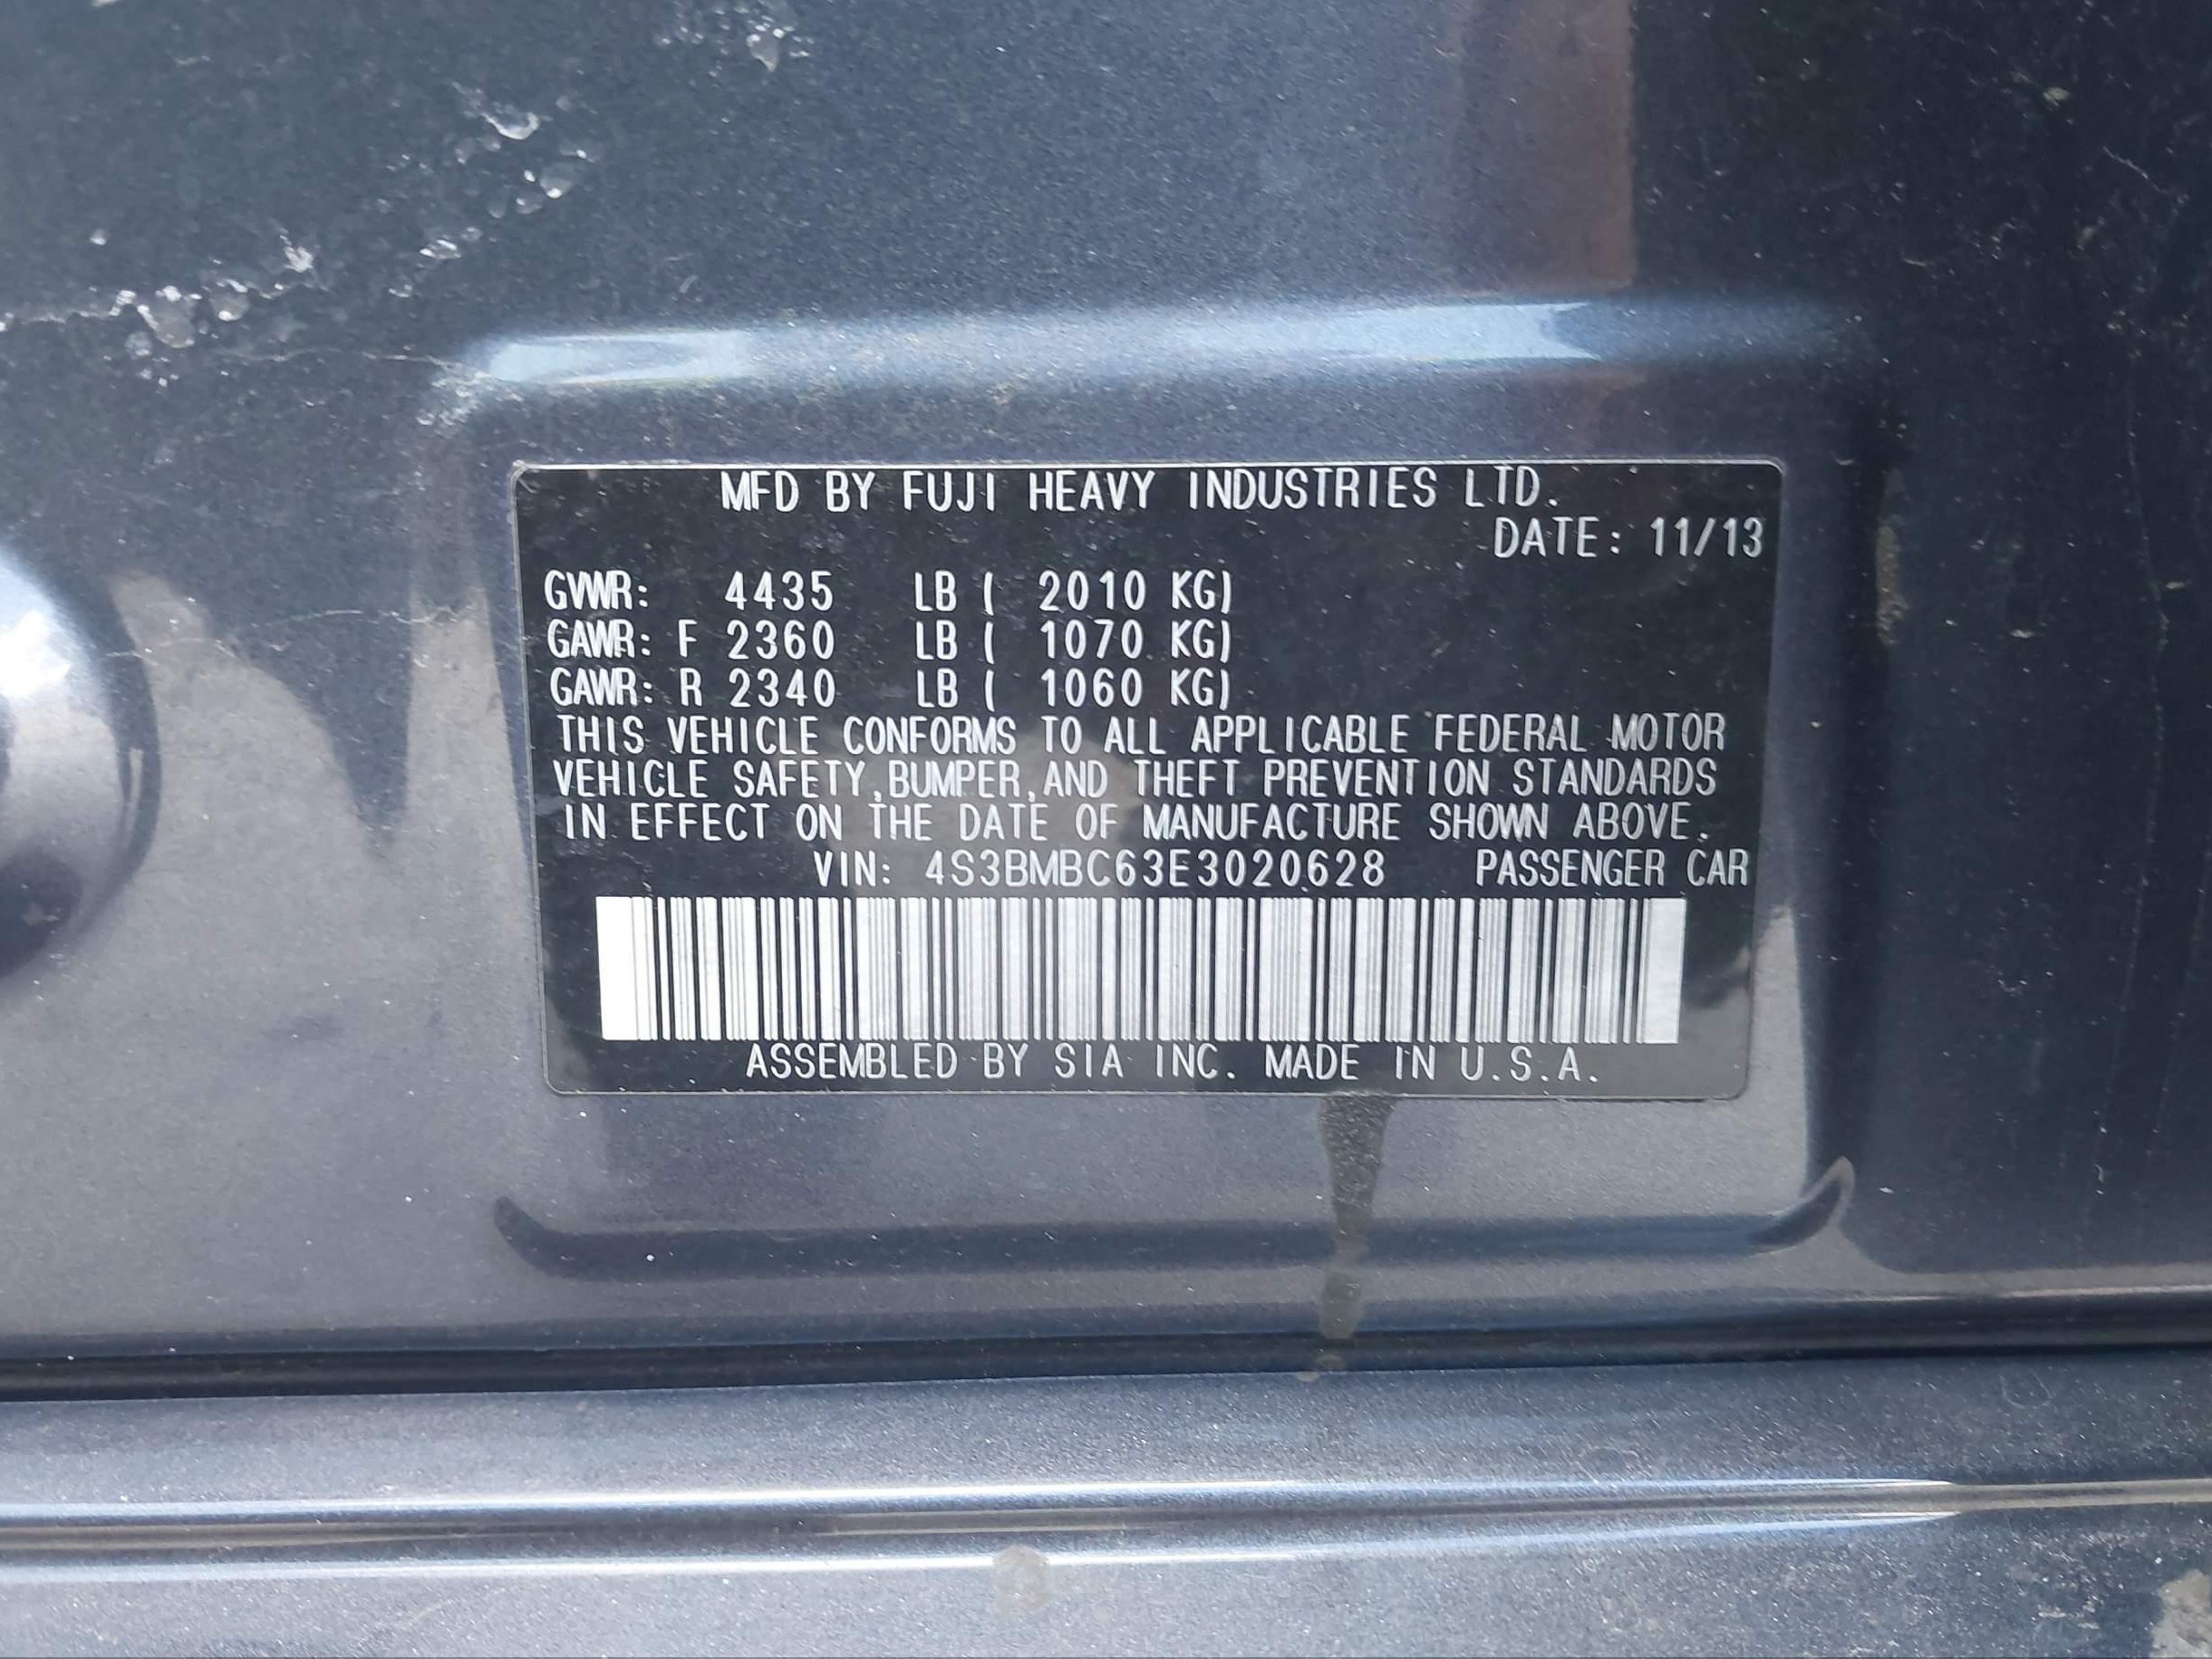 MFD BY FUJI HEAVY INDUSTRIES LTD.
DATE: 11/13
GVWR: 4435 LB ( 2010 KG)
GAWR: F 2360 LB ( 1070 KG)
GAWR: R 2340 LB ( 1060 KG)
THIS VEHICLE CONFORMS TO ALL APPLICABLE FEDERAL MOTOR
VEHICLE SAFETY,BUMPER,AND THEFT PREVENTION STANDARDS
IN EFFECT ON THE DATE OF MANUFACTURE SHOWN ABOVE.
VIN: 4S3BMBC63E3020628 PASSENGER CAR
ASSEMBLED BY SIA INC. MADE IN U.S.A.